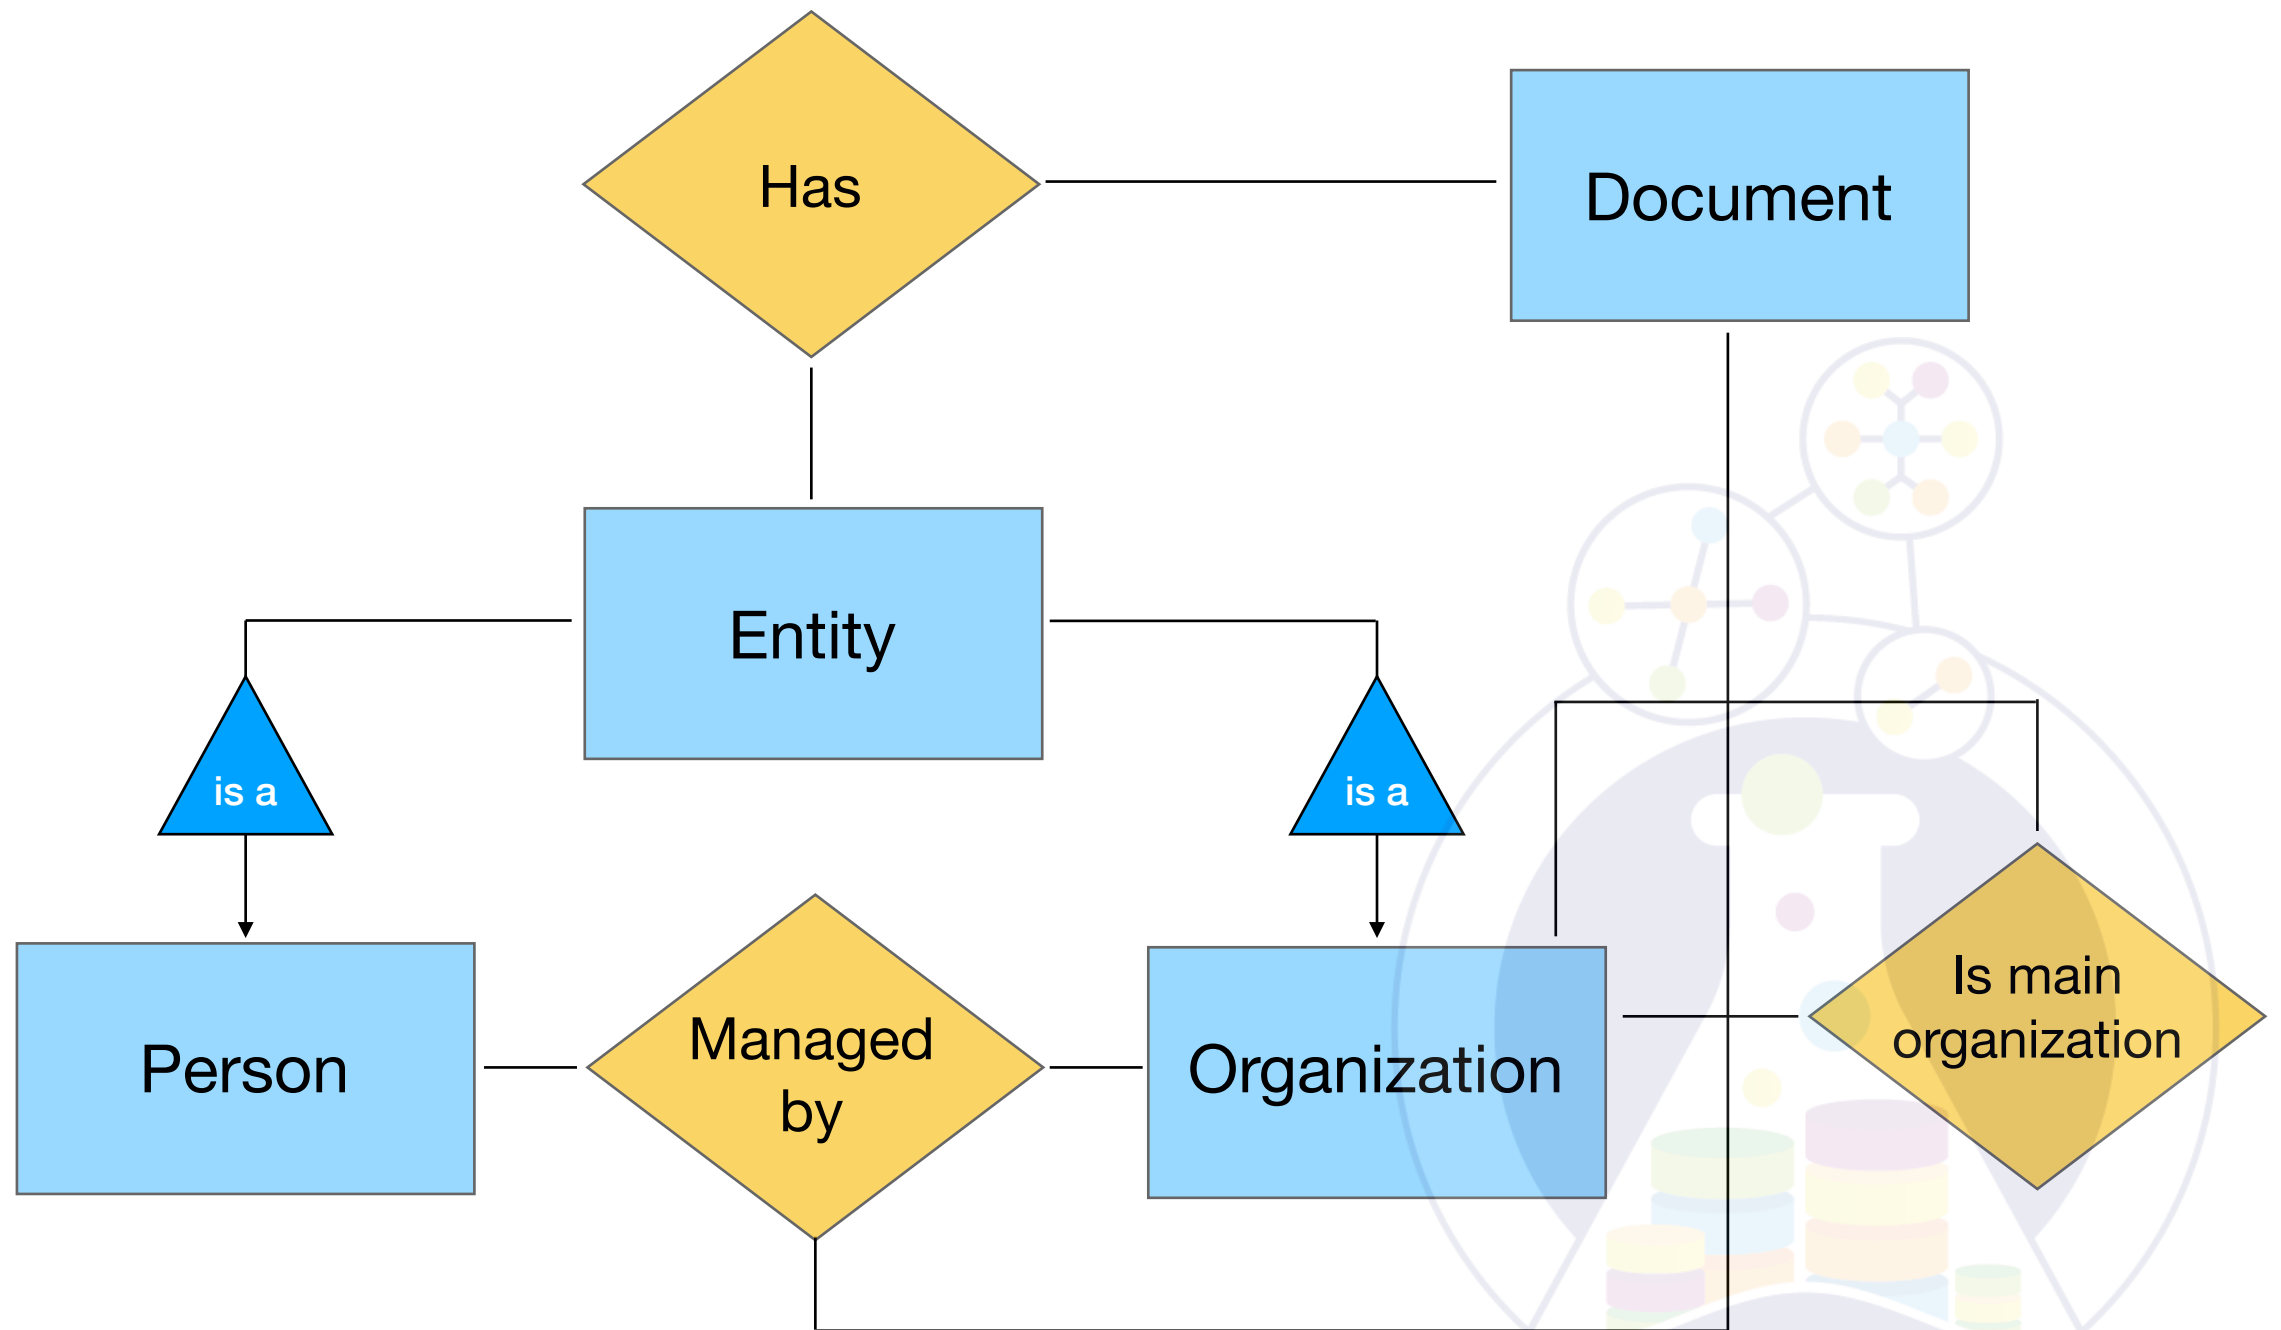 Has
Document
Entity
is a
is a
Person
Managed
by
Organization
Is main
organization